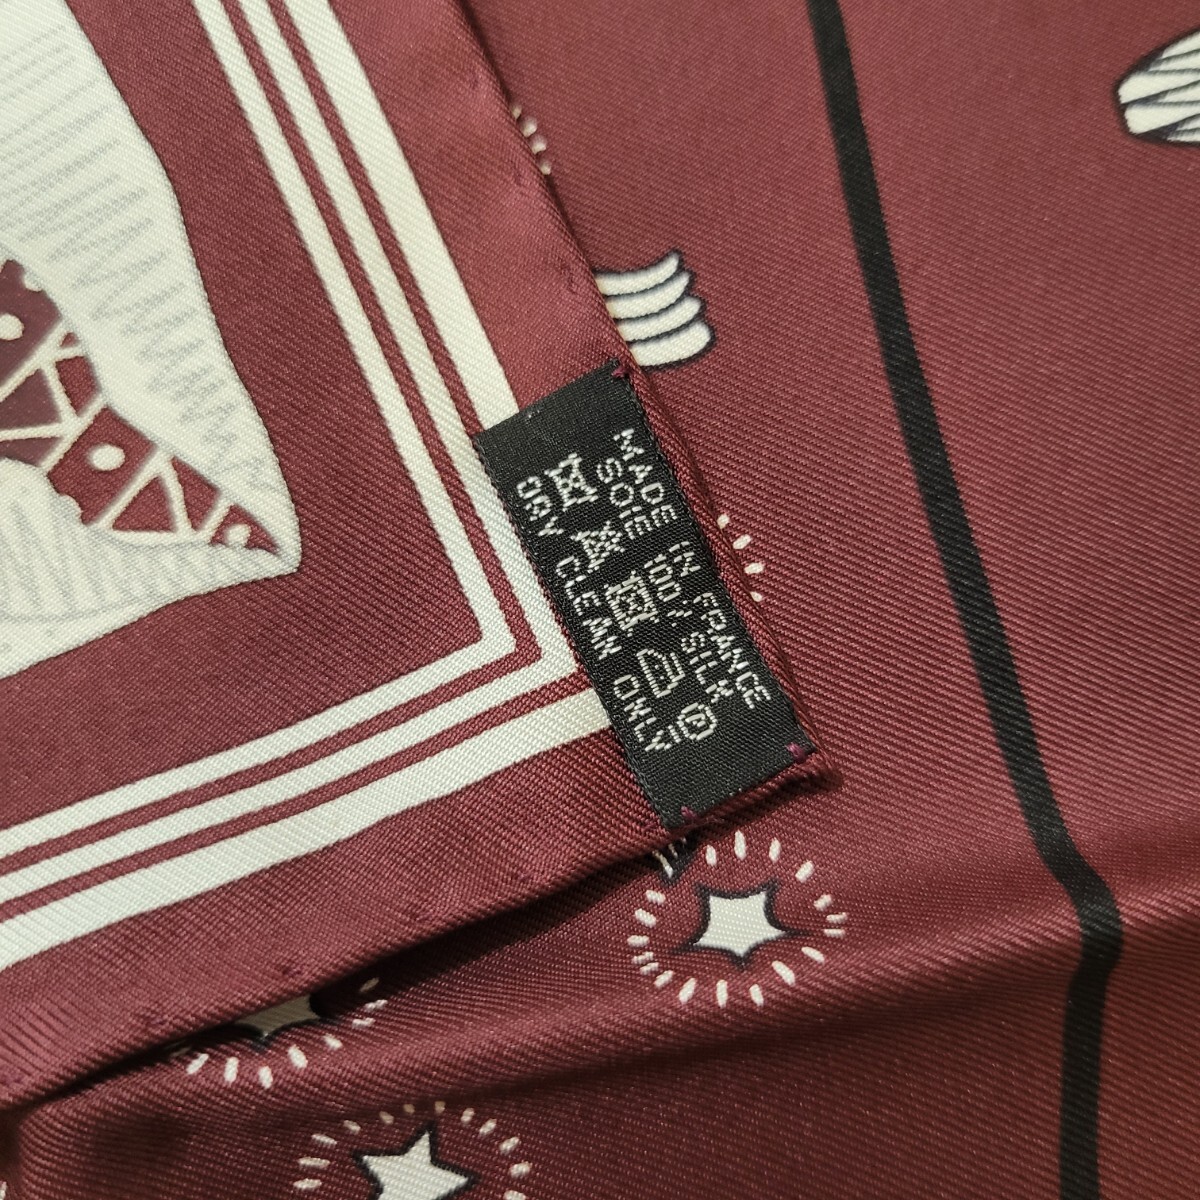 MADE IN FRANCE
SOIE 100% SILK
P
DRY CLEAN ONLY